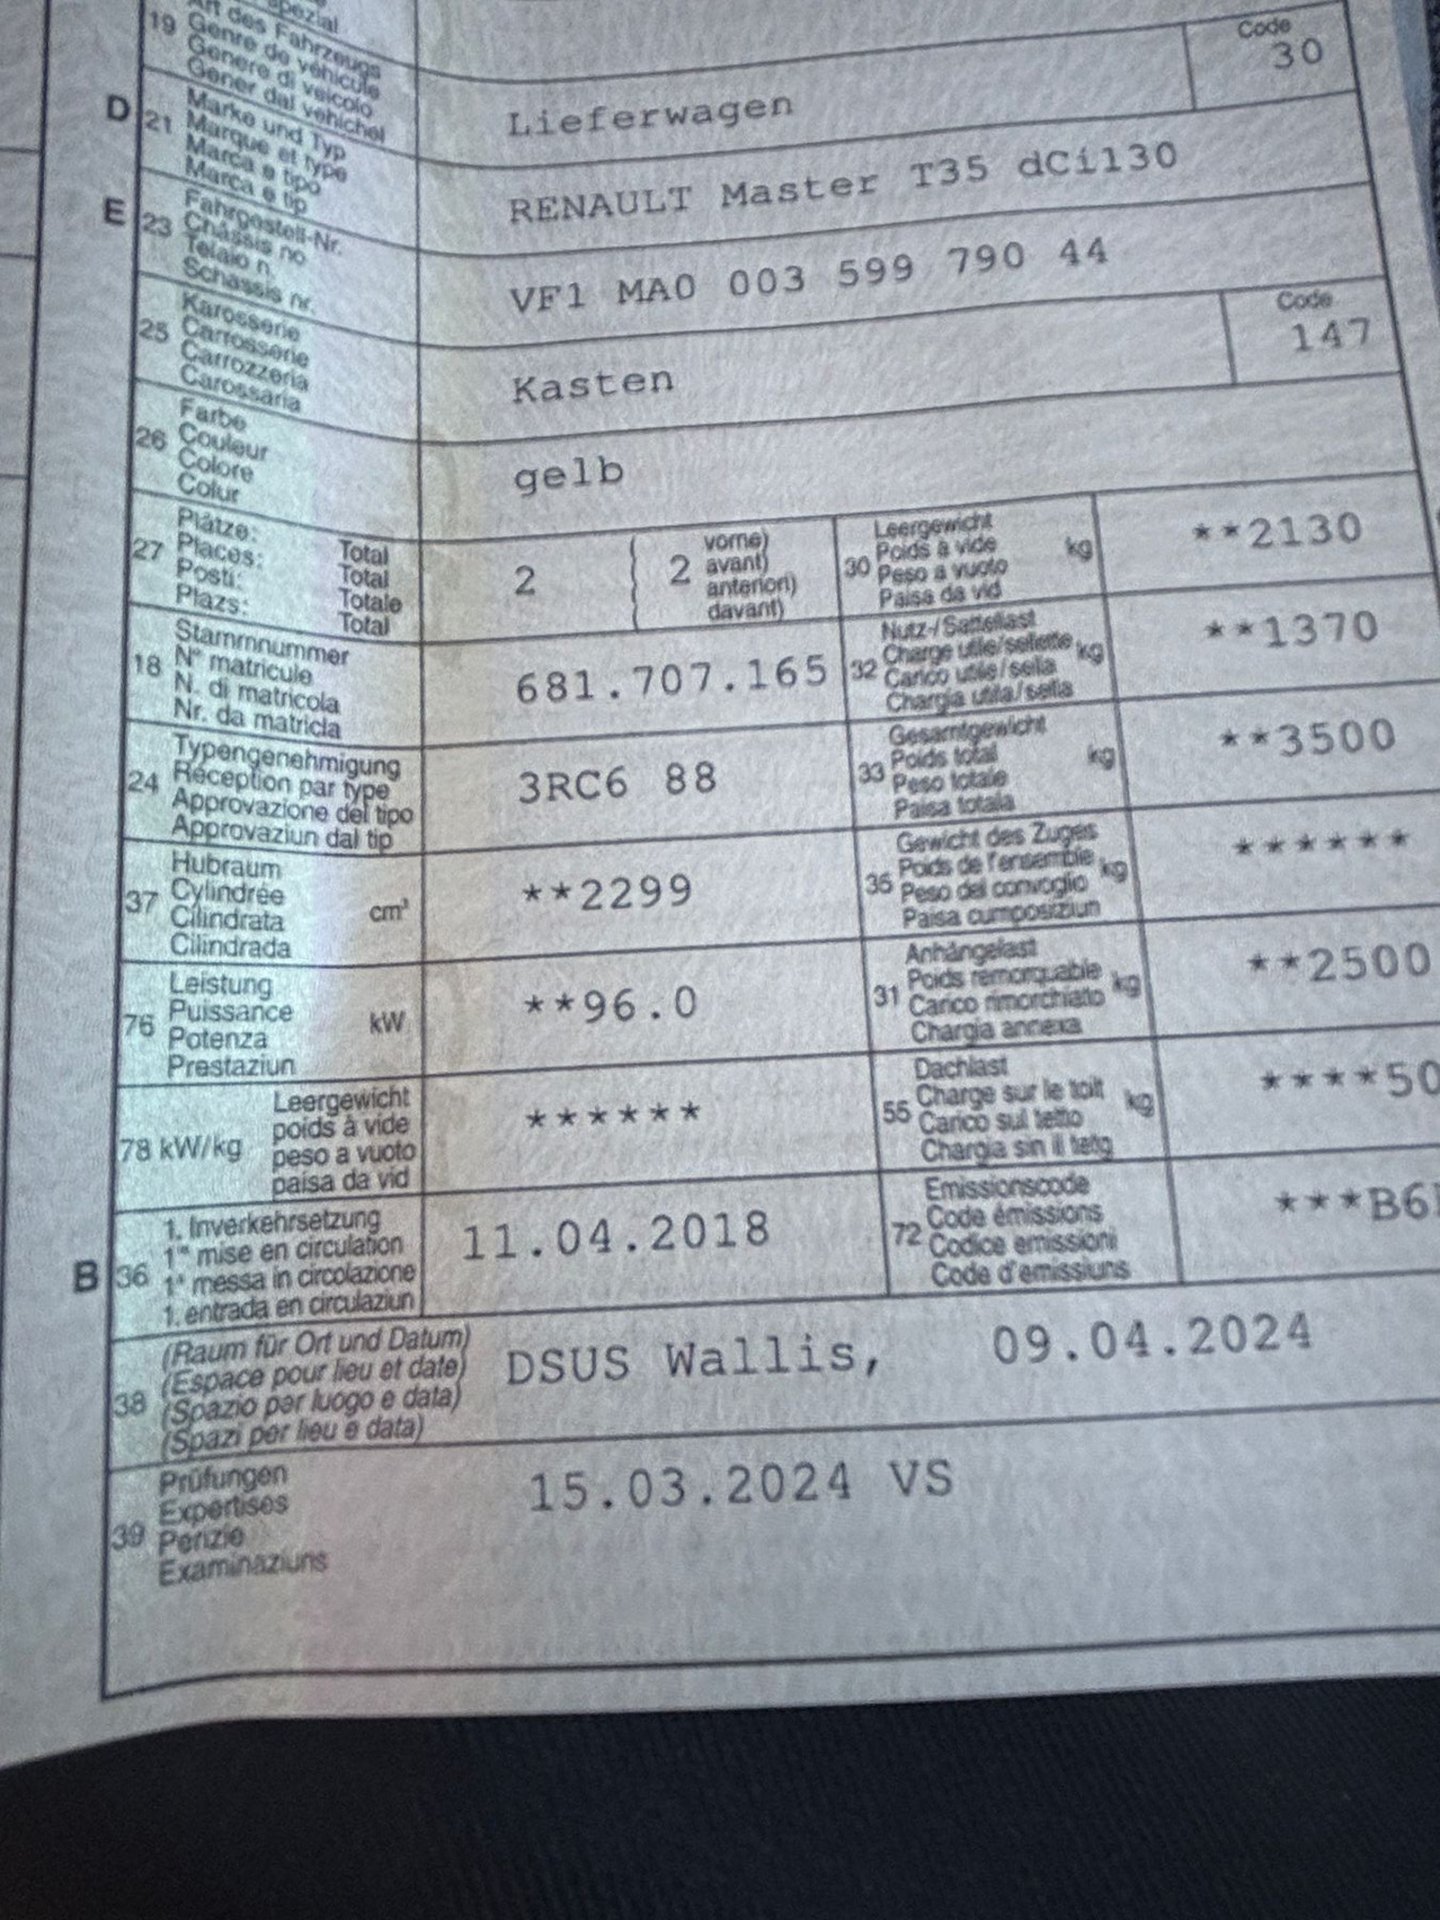 spezial
19 Art des Fahrzeugs
Genre de véhicule
Genere di veicolo
Gener dal vehichel
Lieferwagen
Code
30
D 21 Marke und Typ
Marque et type
Marca e tipo
Marca e tip
RENAULT Master T35 dCi130
E 23 Fahrgestell-Nr.
Châssis no
Telaio n.
Schassis nr.
VF1 MA0 003 599 790 44
25 Karosserie
Carrosserie
Carrozzeria
Carossaria
Kasten
Code
147
26 Farbe
Couleur
Colore
Colur
gelb
27 Plätze: Total
Places: Total
Posti: Totale
Plazs: Total
2
2 vorne)
avant)
anteriori)
davant)
30 Leergewicht
Poids à vide
Peso a vuoto
Paisa da vid
kg
**2130
18 Stammnummer
N° matricule
N. di matricola
Nr. da matricla
681.707.165
32 Nutz-/Sattellast
Charge utile/sellette
Carico utile/sella
Chargia utila/sella
kg
**1370
24 Typengenehmigung
Réception par type
Approvazione del tipo
Approvaziun dal tip
3RC6 88
33 Gesamtgewicht
Poids total
Peso totale
Paisa totala
kg
**3500
37 Hubraum
Cylindrée
Cilindrata
Cilindrada
cm³
**2299
35 Gewicht des Zuges
Poids de l'ensemble
Peso del convoglio
Paisa cumposiziun
kg
******
76 Leistung
Puissance
Potenza
Prestaziun
kW
**96.0
31 Anhängelast
Poids remorquable
Carico rimorchiato
Chargia annexa
kg
**2500
78 kW/kg
Leergewicht
poids à vide
peso a vuoto
paisa da vid
******
55 Dachlast
Charge sur le toit
Carico sul tetto
Chargia sin il tetg
kg
****50
B 36 1. Inverkehrsetzung
1re mise en circulation
1a messa in circolazione
1. entrada en circulaziun
11.04.2018
72 Emissionscode
Code émissions
Codice emissioni
Code d'emissiuns
***B6
38 (Raum für Ort und Datum)
(Espace pour lieu et date)
(Spazio per luogo e data)
(Spazi per lieu e data)
DSUS Wallis, 09.04.2024
39 Prüfungen
Expertises
Perizie
Examinaziuns
15.03.2024 VS